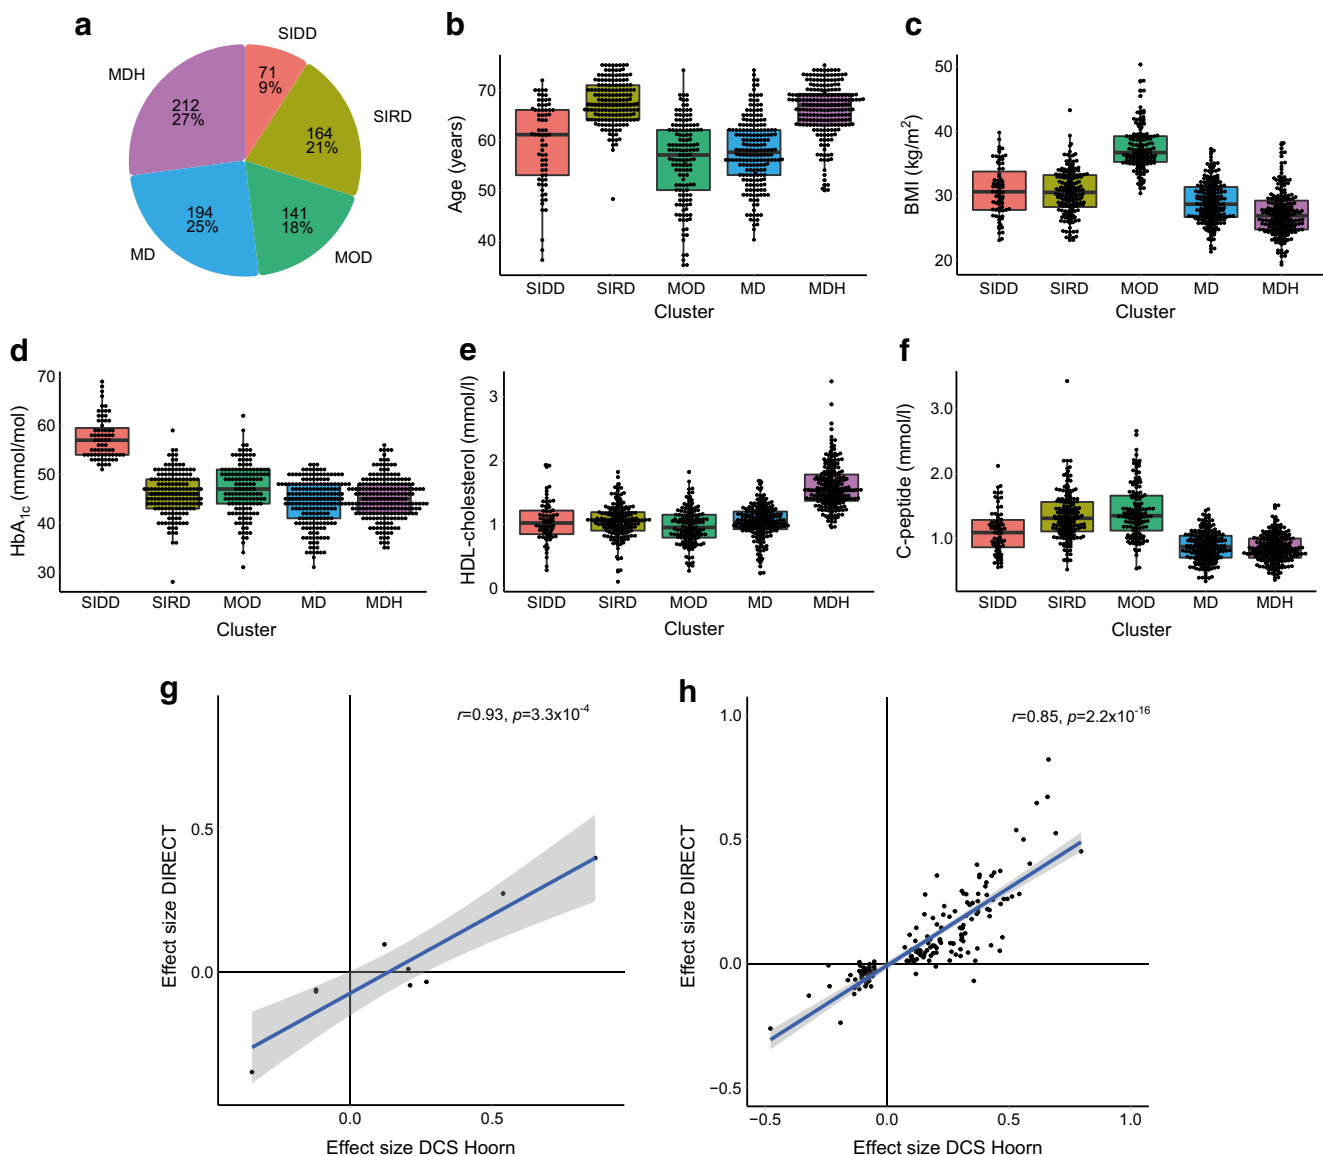 a
SIDD
71
9%
MDH
212
27%
SIRD
164
21%
194
25%
141
18%
MD
MOD
b
Age (years)
70
60
50
40
SIDD SIRD MOD MD MDH
Cluster
c
BMI (kg/m2)
50
40
30
20
SIDD SIRD MOD MD MDH
Cluster
d
HbA1c (mmol/mol)
70
60
50
40
30
SIDD SIRD MOD MD MDH
Cluster
e
HDL-cholesterol (mmol/l)
3
2
1
0
SIDD SIRD MOD MD MDH
Cluster
f
C-peptide (mmol/l)
3.0
2.0
1.0
SIDD SIRD MOD MD MDH
Cluster
g
r=0.93, p=3.3x10-4
Effect size DIRECT
0.5
0.0
0.0 0.5
Effect size DCS Hoorn
h
r=0.85, p=2.2x10-16
Effect size DIRECT
1.0
0.5
0.0
−0.5
−0.5 0.0 0.5 1.0
Effect size DCS Hoorn